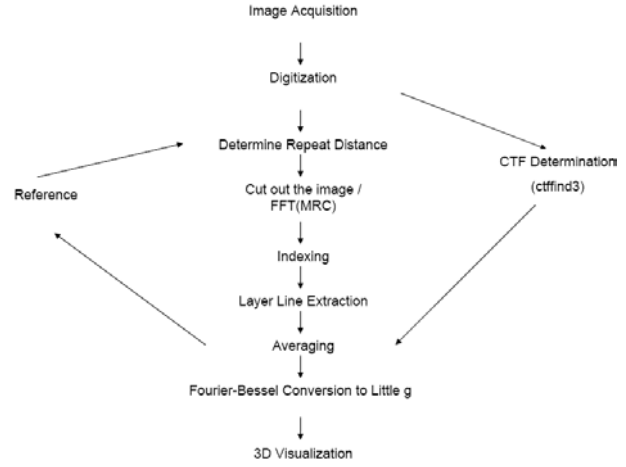 Image Acquisition
Digitization
Determine Repeat Distance
CTF Determination
(ctffind3)
Reference
Cut out the image /
FFT(MRC)
Indexing
Layer Line Extraction
Averaging
Fourier-Bessel Conversion to Little g
3D Visualization